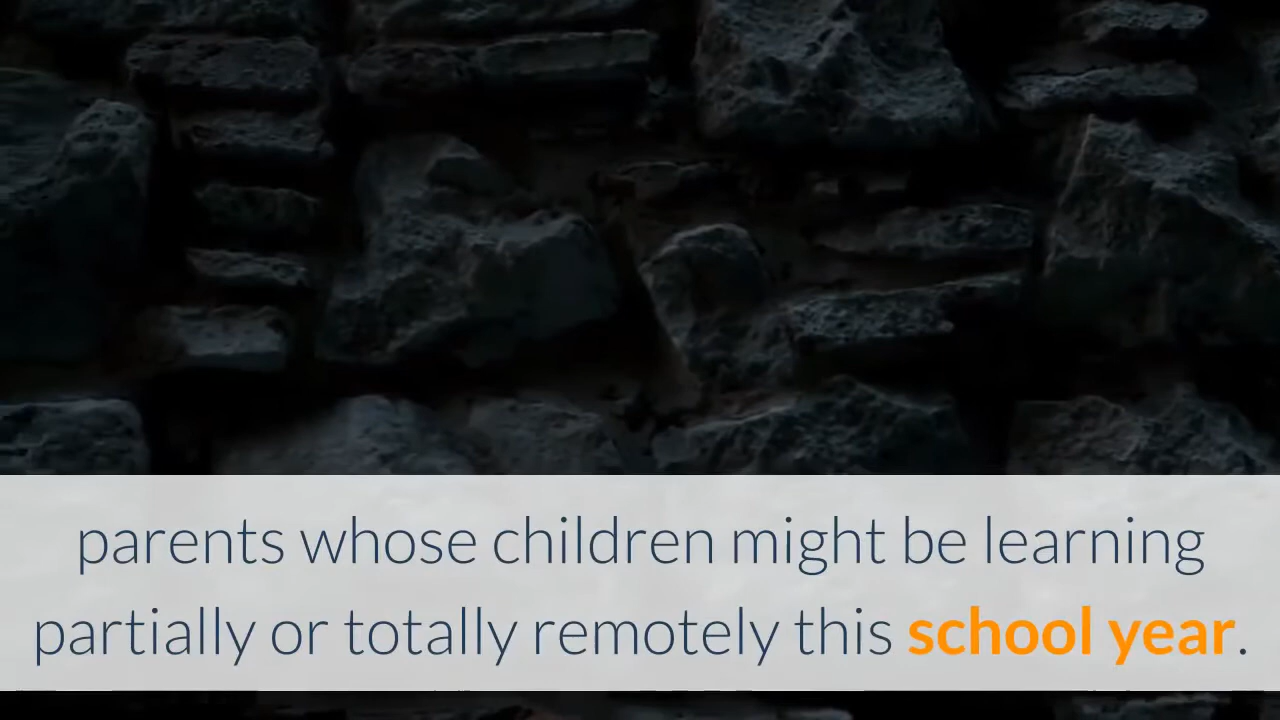 parents whose children might be learning
partially or totally remotely this school year.